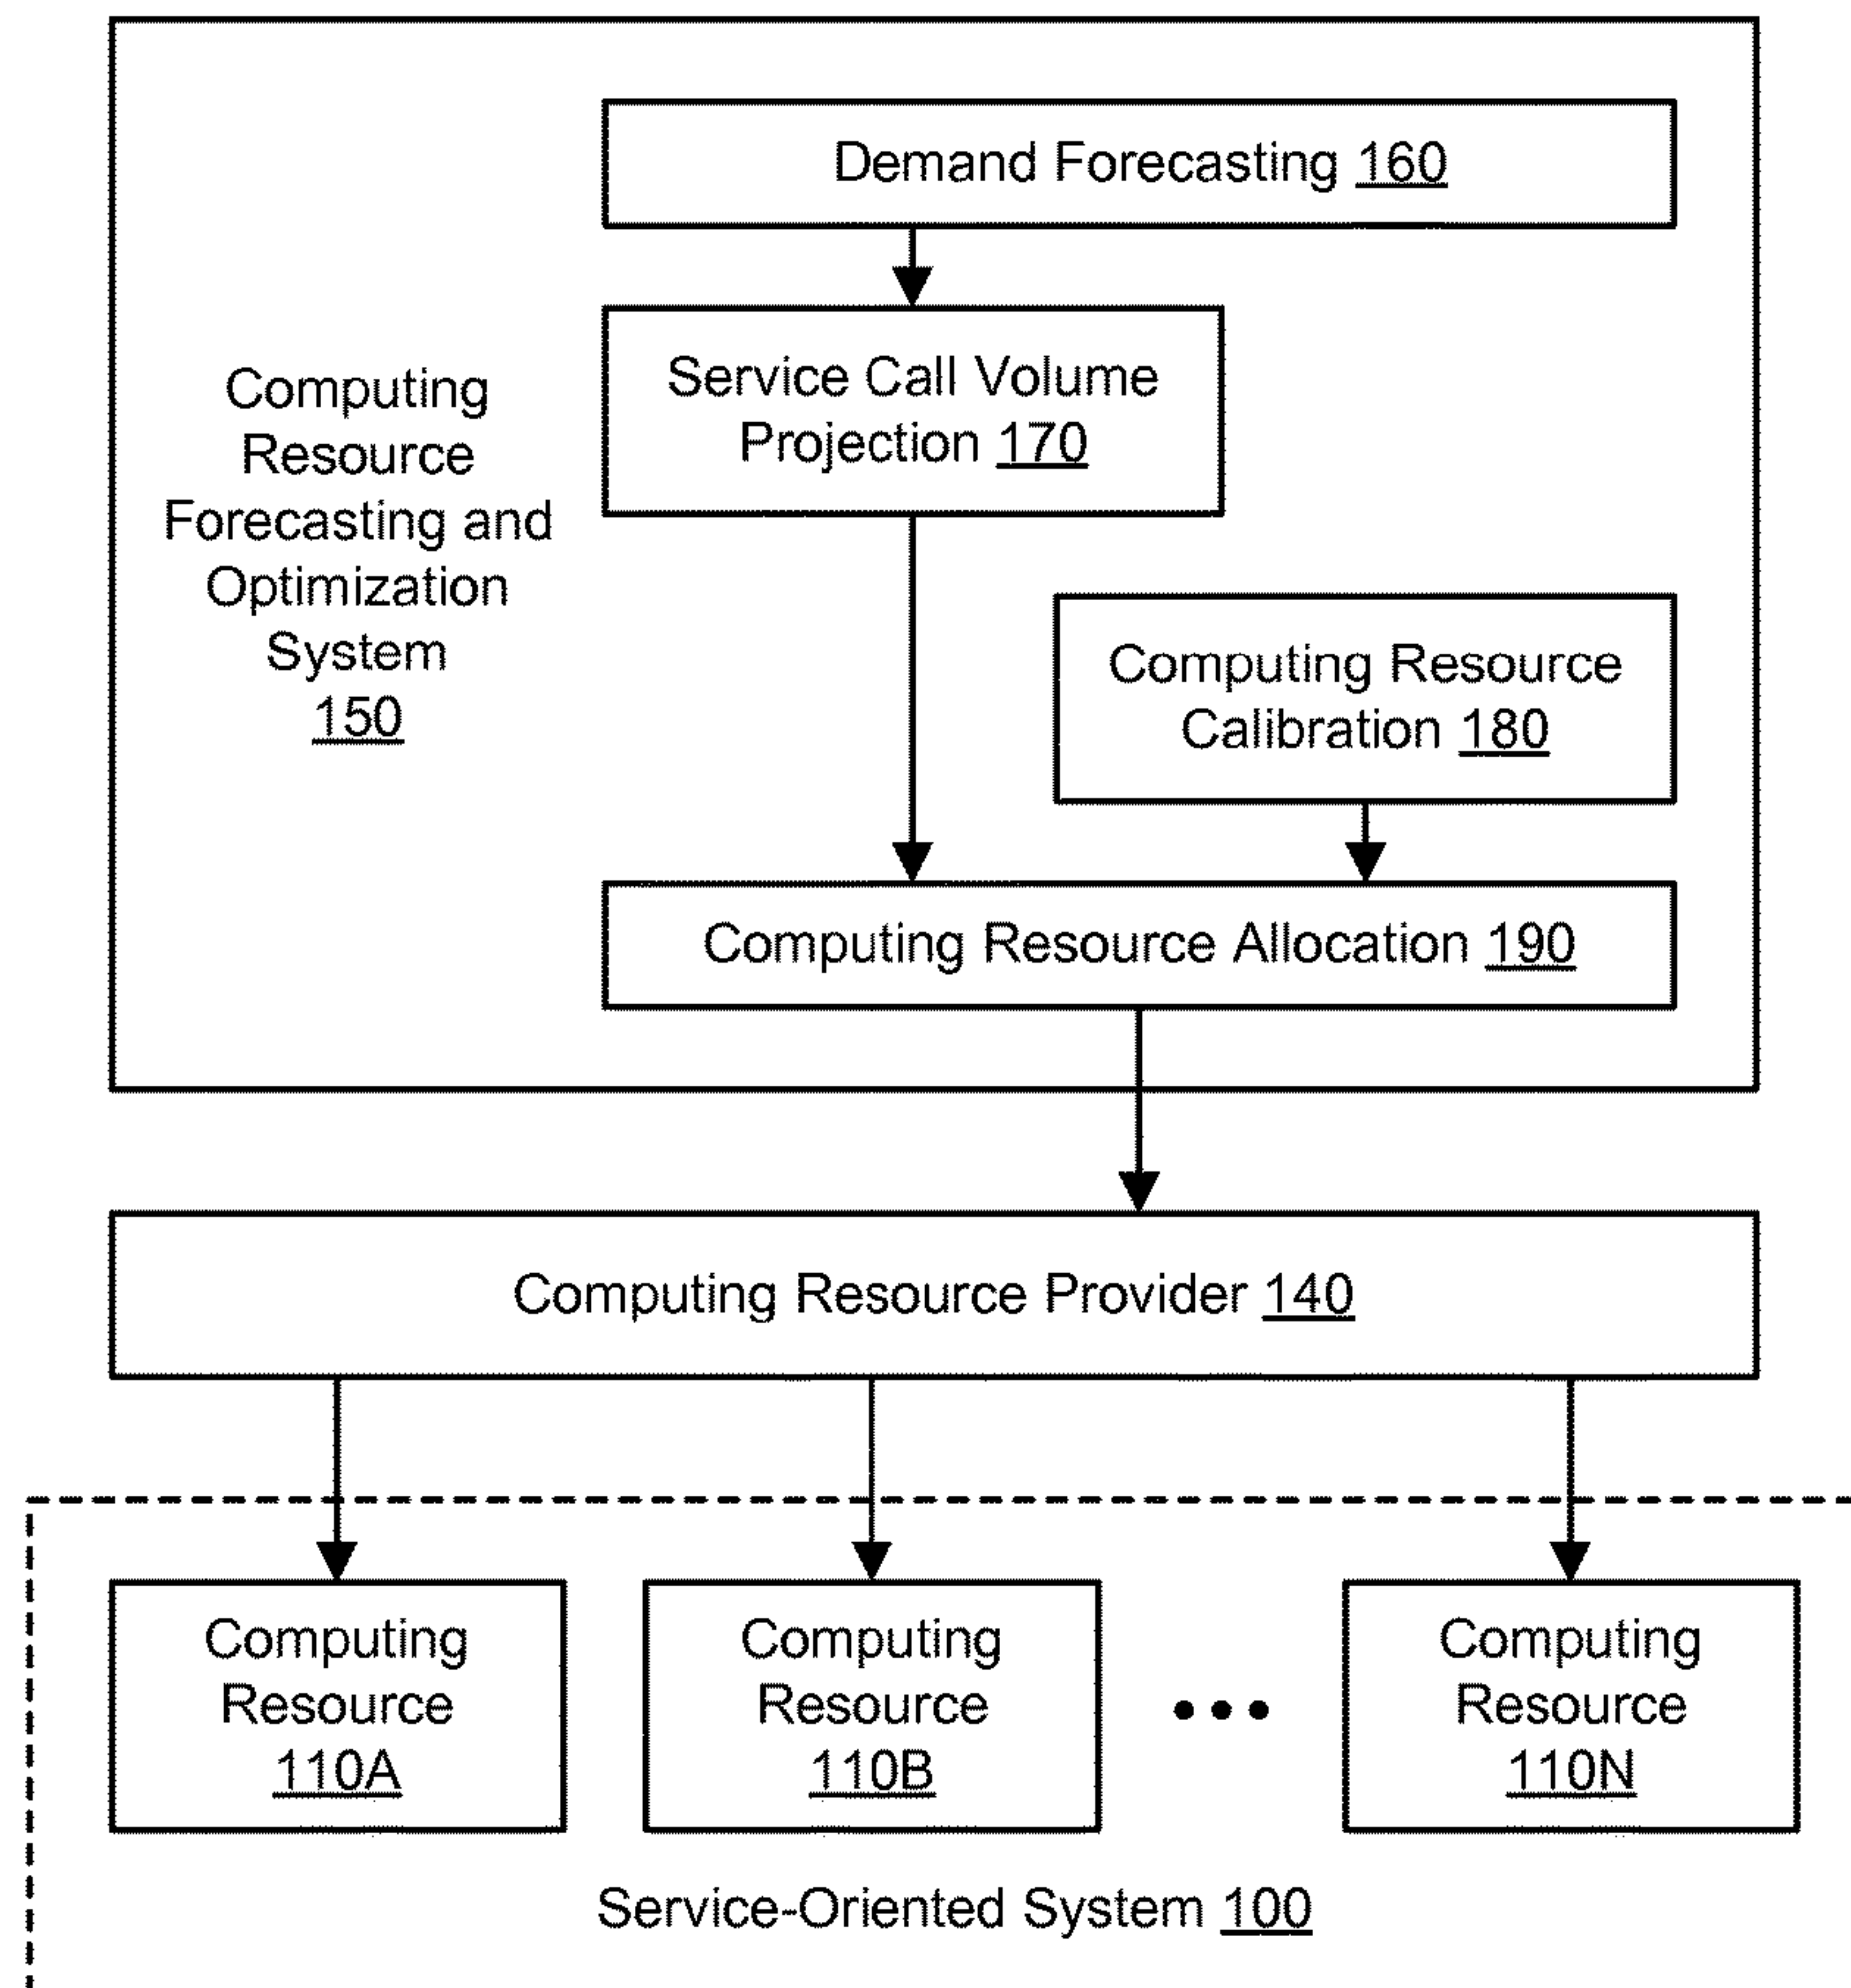 Demand Forecasting 160
Service Call Volume
Projection 170
Computing
Resource
Forecasting and
Optimization
System
150
Computing Resource
Calibration 180
Computing Resource Allocation 190
Computing Resource Provider 140
Computing
Resource
110A
Computing
Resource
110B
•••
Computing
Resource
110N
Service-Oriented System 100